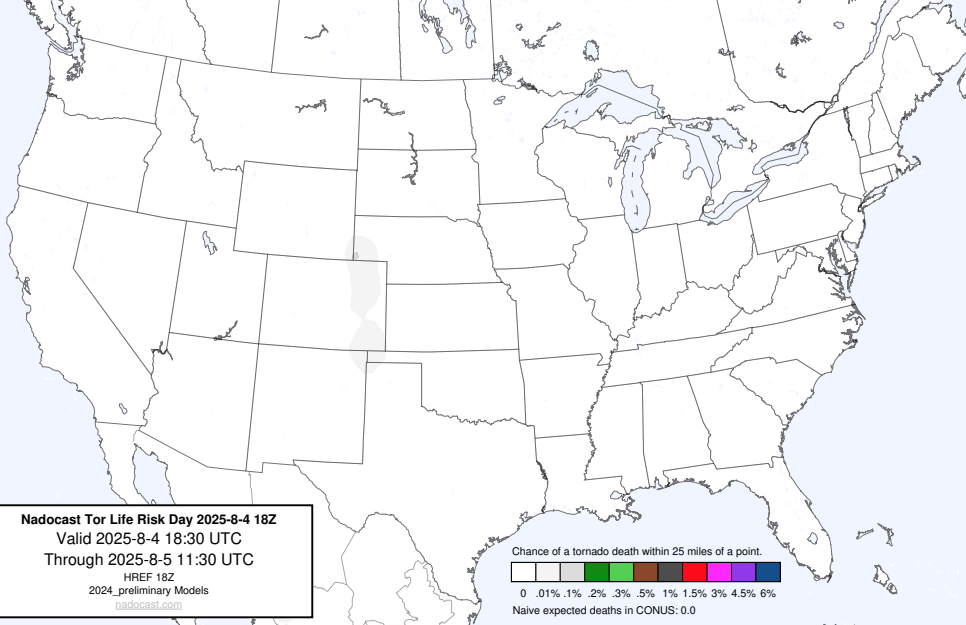 Nadocast Tor Life Risk Day 2025-8-4 18Z
Valid 2025-8-4 18:30 UTC
Through 2025-8-5 11:30 UTC
HREF 18Z
2024_preliminary Models
nadocast.com
Chance of a tornado death within 25 miles of a point.
0 .01% .1% .2% .3% .5% 1% 1.5% 3% 4.5% 6%
Naive expected deaths in CONUS: 0.0